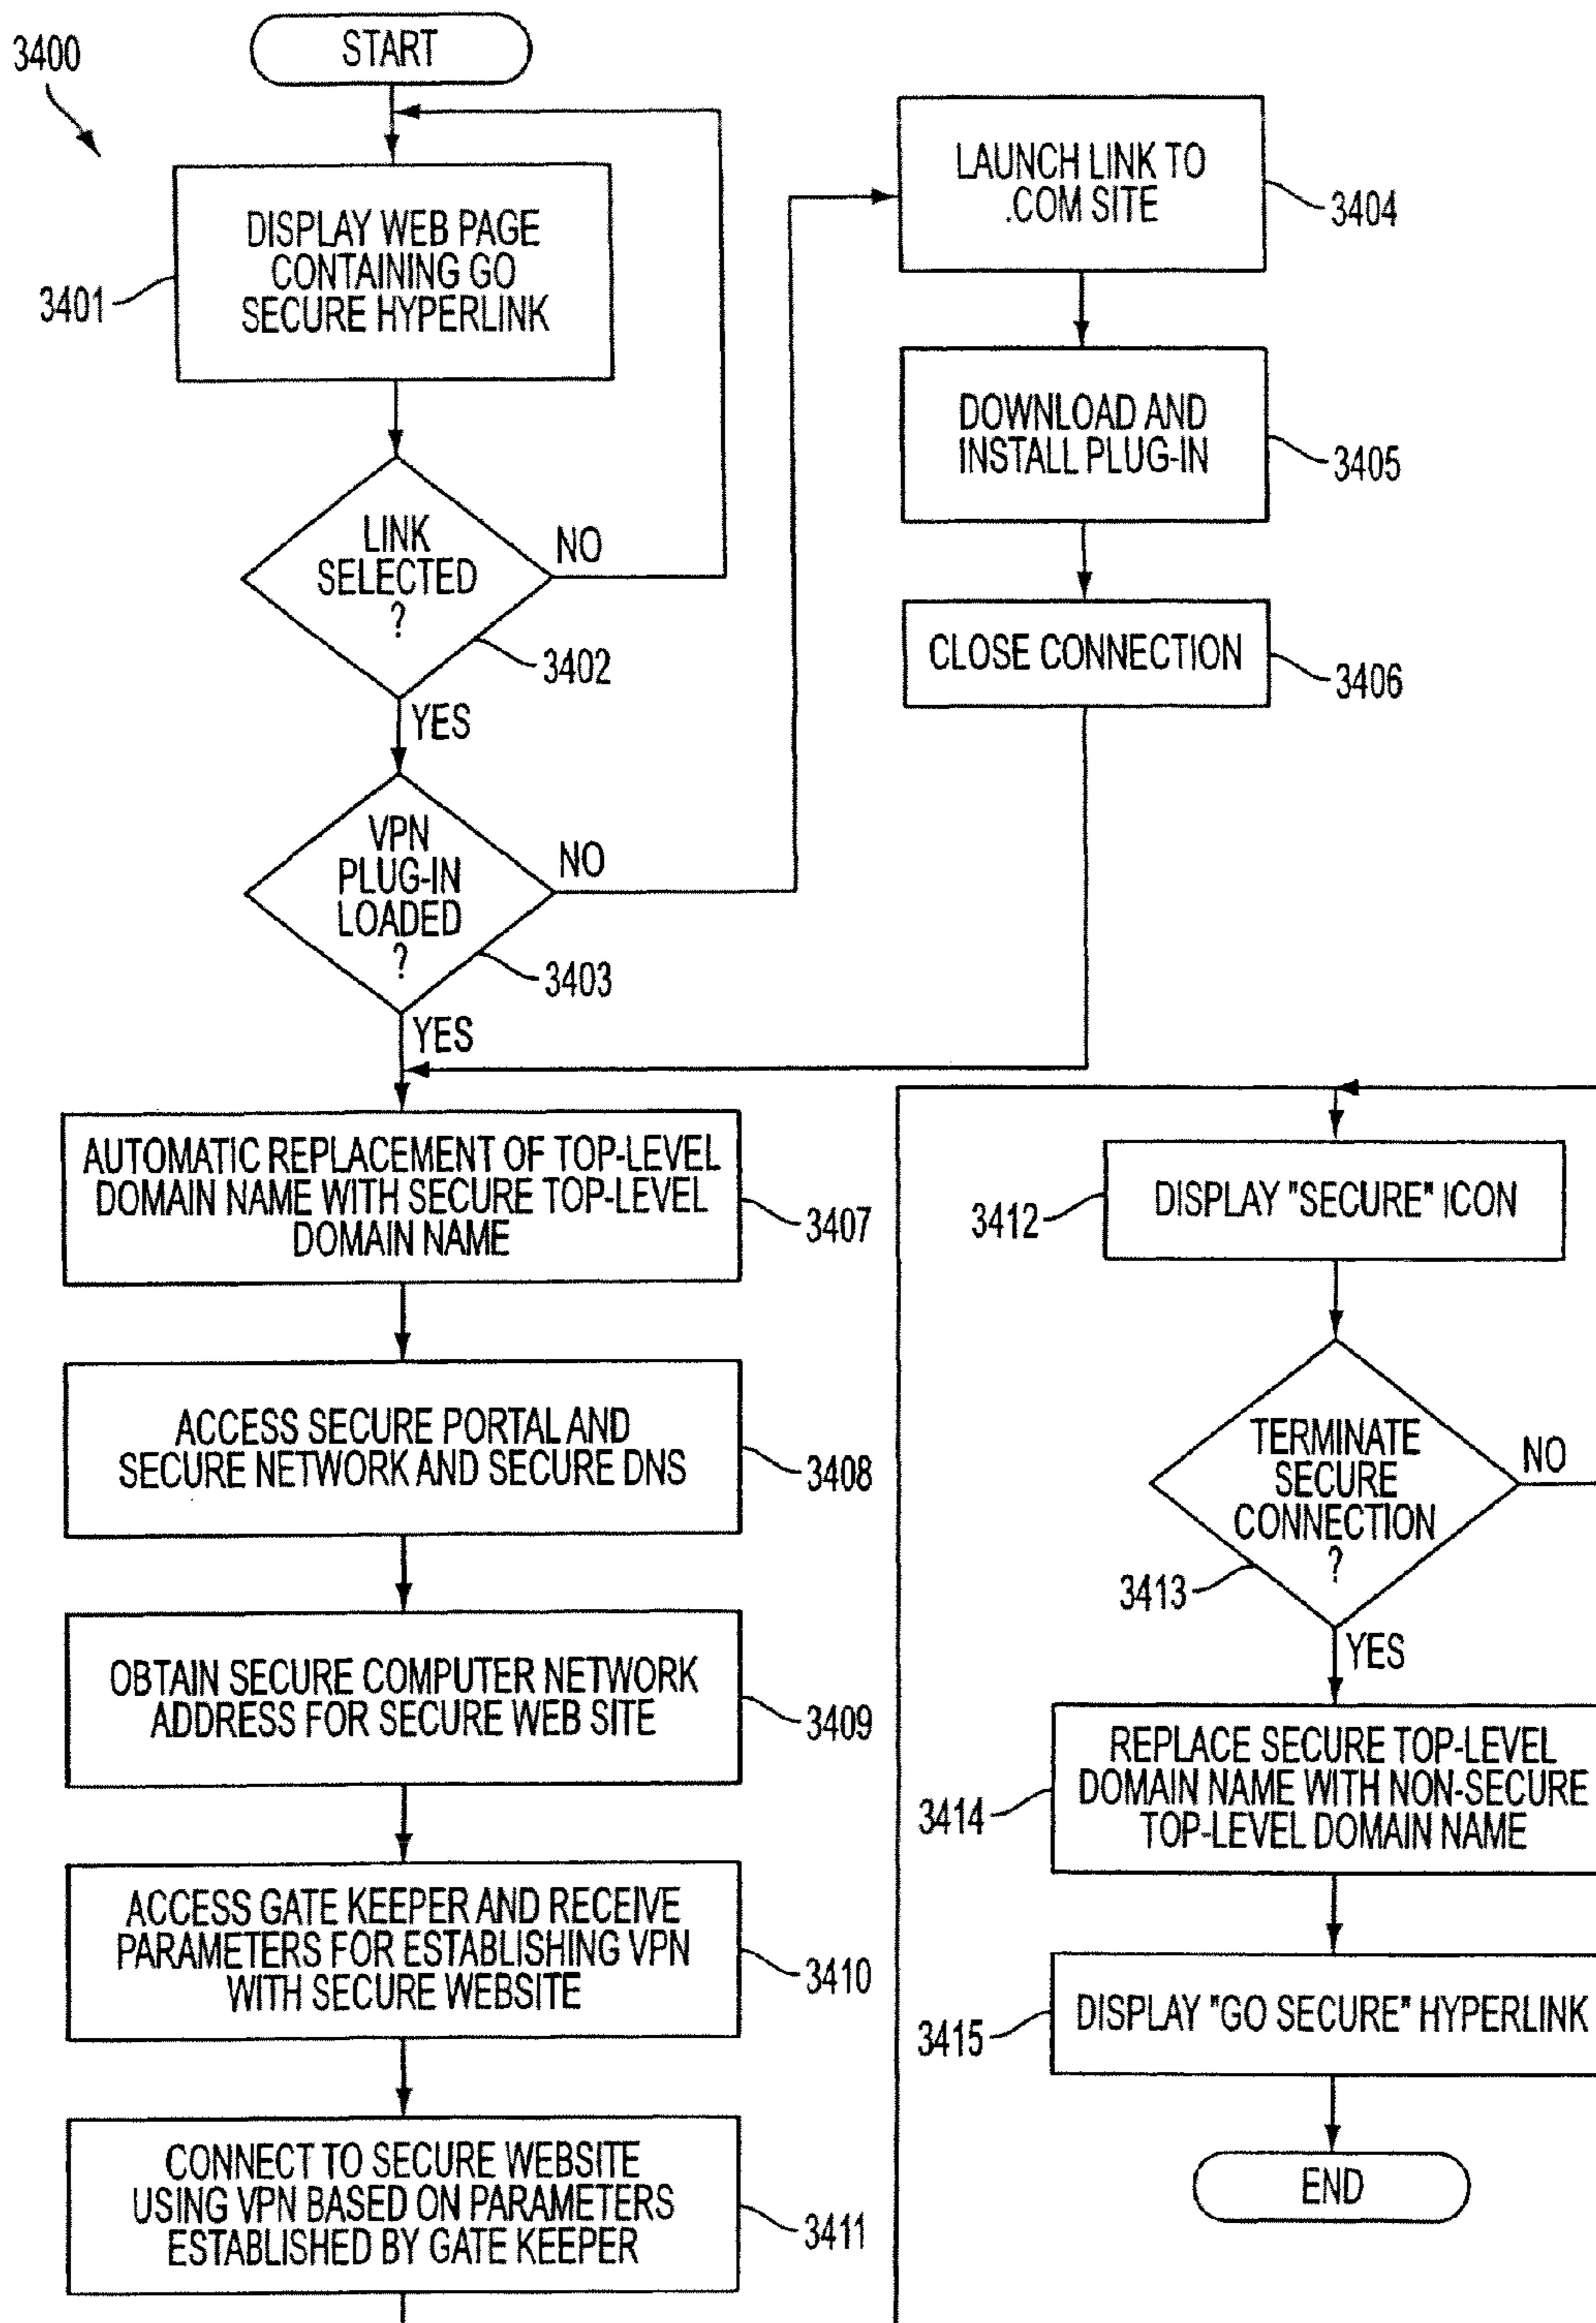 3400
START
3401
DISPLAY WEB PAGE
CONTAINING GO
SECURE HYPERLINK
LINK
SELECTED
?
NO
3402
YES
VPN
PLUG-IN
LOADED
?
NO
3403
YES
LAUNCH LINK TO
.COM SITE
3404
DOWNLOAD AND
INSTALL PLUG-IN
3405
CLOSE CONNECTION
3406
AUTOMATIC REPLACEMENT OF TOP-LEVEL
DOMAIN NAME WITH SECURE TOP-LEVEL
DOMAIN NAME
3407
ACCESS SECURE PORTAL AND
SECURE NETWORK AND SECURE DNS
3408
OBTAIN SECURE COMPUTER NETWORK
ADDRESS FOR SECURE WEB SITE
3409
ACCESS GATE KEEPER AND RECEIVE
PARAMETERS FOR ESTABLISHING VPN
WITH SECURE WEBSITE
3410
CONNECT TO SECURE WEBSITE
USING VPN BASED ON PARAMETERS
ESTABLISHED BY GATE KEEPER
3411
3412
DISPLAY "SECURE" ICON
TERMINATE
SECURE
CONNECTION
?
NO
3413
YES
REPLACE SECURE TOP-LEVEL
DOMAIN NAME WITH NON-SECURE
TOP-LEVEL DOMAIN NAME
3414
DISPLAY "GO SECURE" HYPERLINK
3415
END